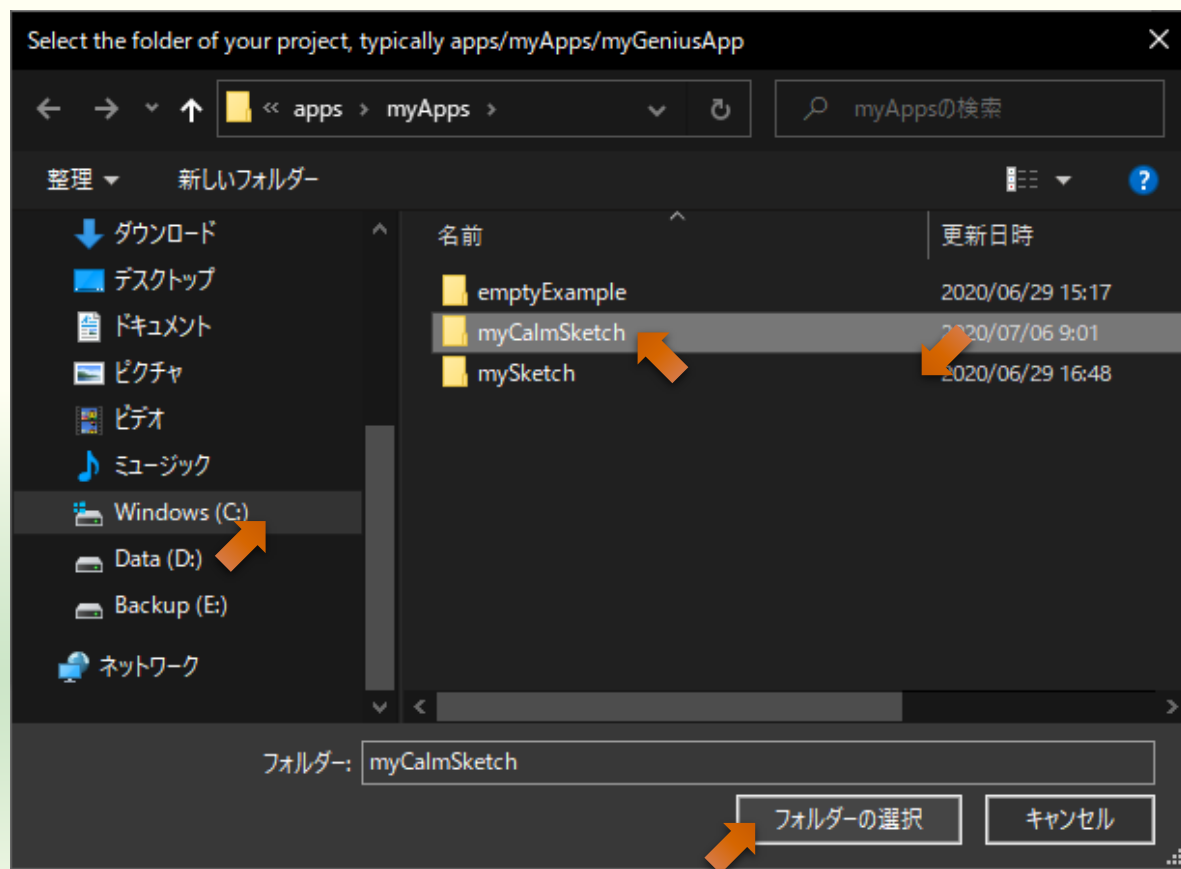 Select the folder of your project, typically apps/myApps/myGeniusApp
« apps › myApps ›
myAppsの検索
整理
新しいフォルダー
ダウンロード
デスクトップ
ドキュメント
ピクチャ
ビデオ
ミュージック
Windows (C:)
Data (D:)
Backup (E:)
ネットワーク
名前 更新日時
emptyExample 2020/06/29 15:17
myCalmSketch 2020/07/06 9:01
mySketch 2020/06/29 16:48
フォルダー: myCalmSketch
フォルダーの選択 キャンセル